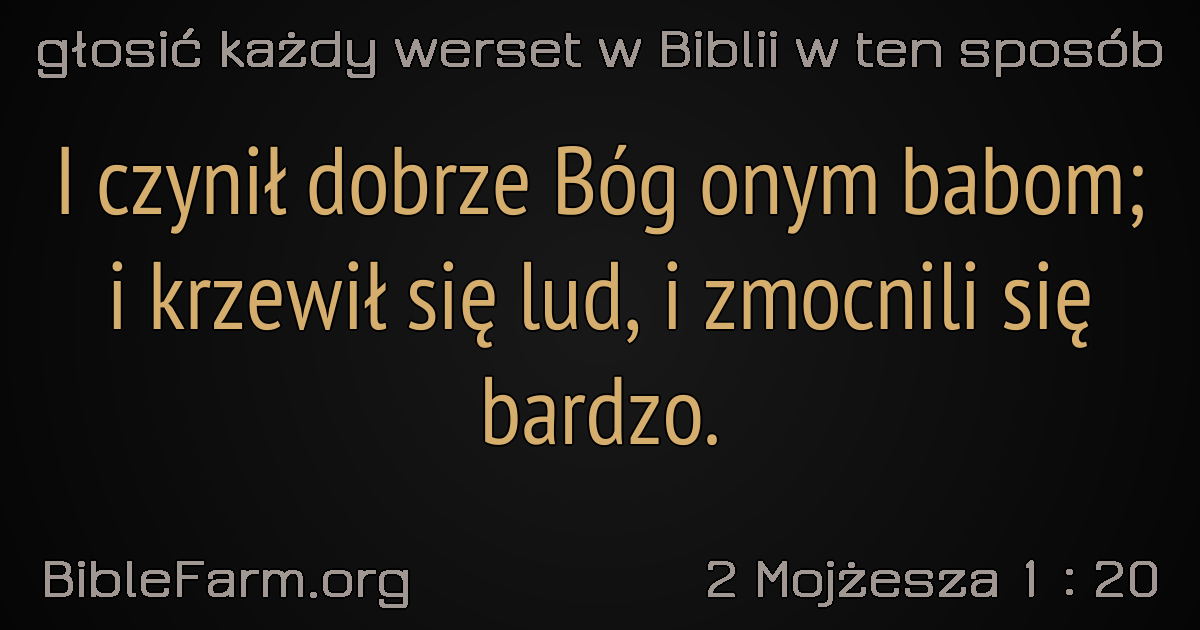 głosić każdy werset w Biblii w ten sposób
I czynił dobrze Bóg onym babom;
i krzewił się lud, i zmocnili się
bardzo.
BibleFarm.org
2 Mojżesza 1 : 20